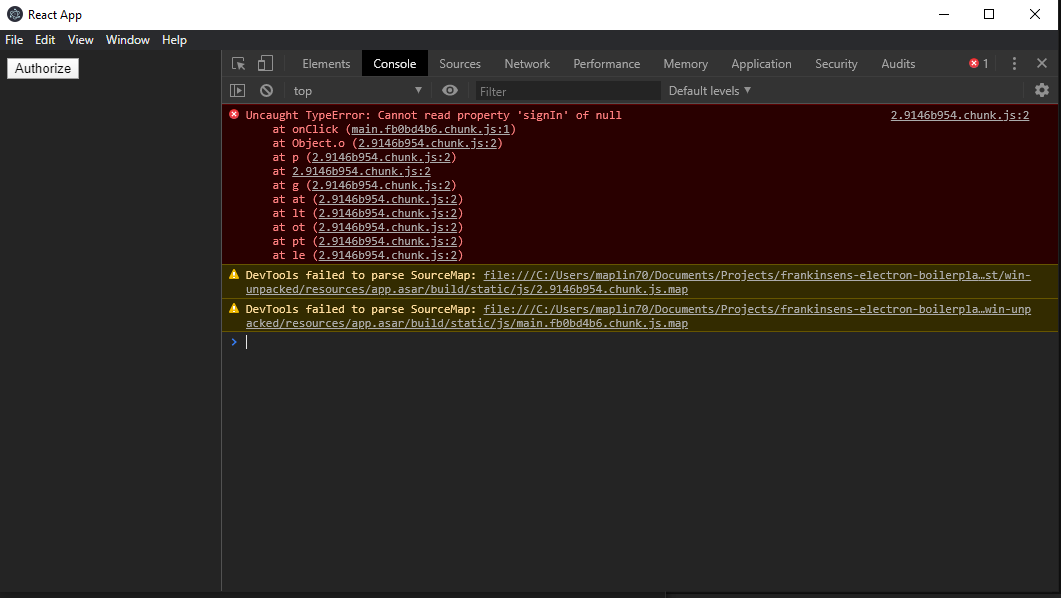 React App
File Edit View Window Help
Authorize
Elements Console Sources Network Performance Memory Application Security Audits 1
top Filter Default levels
Uncaught TypeError: Cannot read property 'signIn' of null 2.9146b954.chunk.js:2
at onClick (main.fb0bd4b6.chunk.js:1)
at Object.o (2.9146b954.chunk.js:2)
at p (2.9146b954.chunk.js:2)
at 2.9146b954.chunk.js:2
at g (2.9146b954.chunk.js:2)
at at (2.9146b954.chunk.js:2)
at lt (2.9146b954.chunk.js:2)
at ot (2.9146b954.chunk.js:2)
at pt (2.9146b954.chunk.js:2)
at le (2.9146b954.chunk.js:2)
DevTools failed to parse SourceMap: file:///C:/Users/maplin70/Documents/Projects/frankinsens-electron-boilerpla…st/win-
unpacked/resources/app.asar/build/static/js/2.9146b954.chunk.js.map
DevTools failed to parse SourceMap: file:///C:/Users/maplin70/Documents/Projects/frankinsens-electron-boilerpla…win-unp
acked/resources/app.asar/build/static/js/main.fb0bd4b6.chunk.js.map